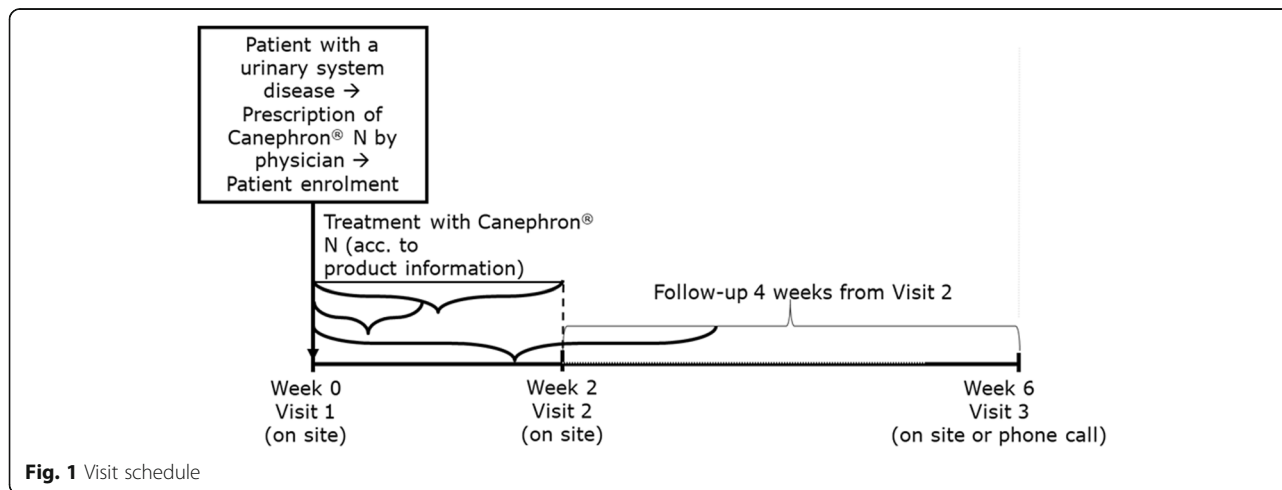 Patient with a
urinary system
disease →
Prescription of
Canephron® N by
physician →
Patient enrolment
Treatment with Canephron®
N (acc. to
product information)
Follow-up 4 weeks from Visit 2
Week 0
Visit 1
(on site)
Week 2
Visit 2
(on site)
Week 6
Visit 3
(on site or phone call)
Fig. 1 Visit schedule